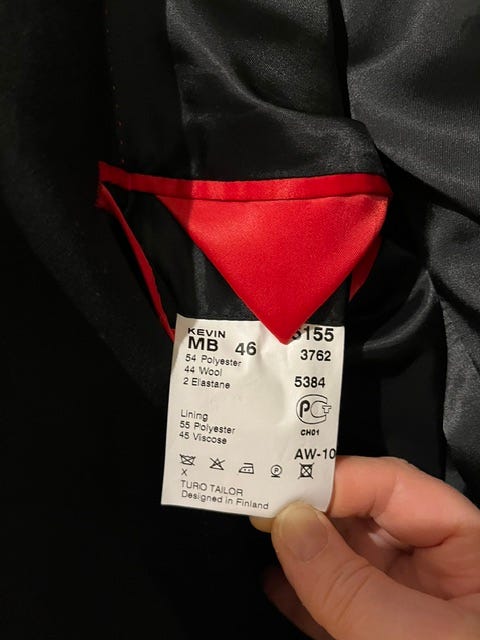 KEVIN
MB 46
54 Polyester
44 Wool
2 Elastane
Lining
55 Polyester
45 Viscose
X
TURO TAILOR
Designed in Finland
155
3762
5384
CH01
AW-10